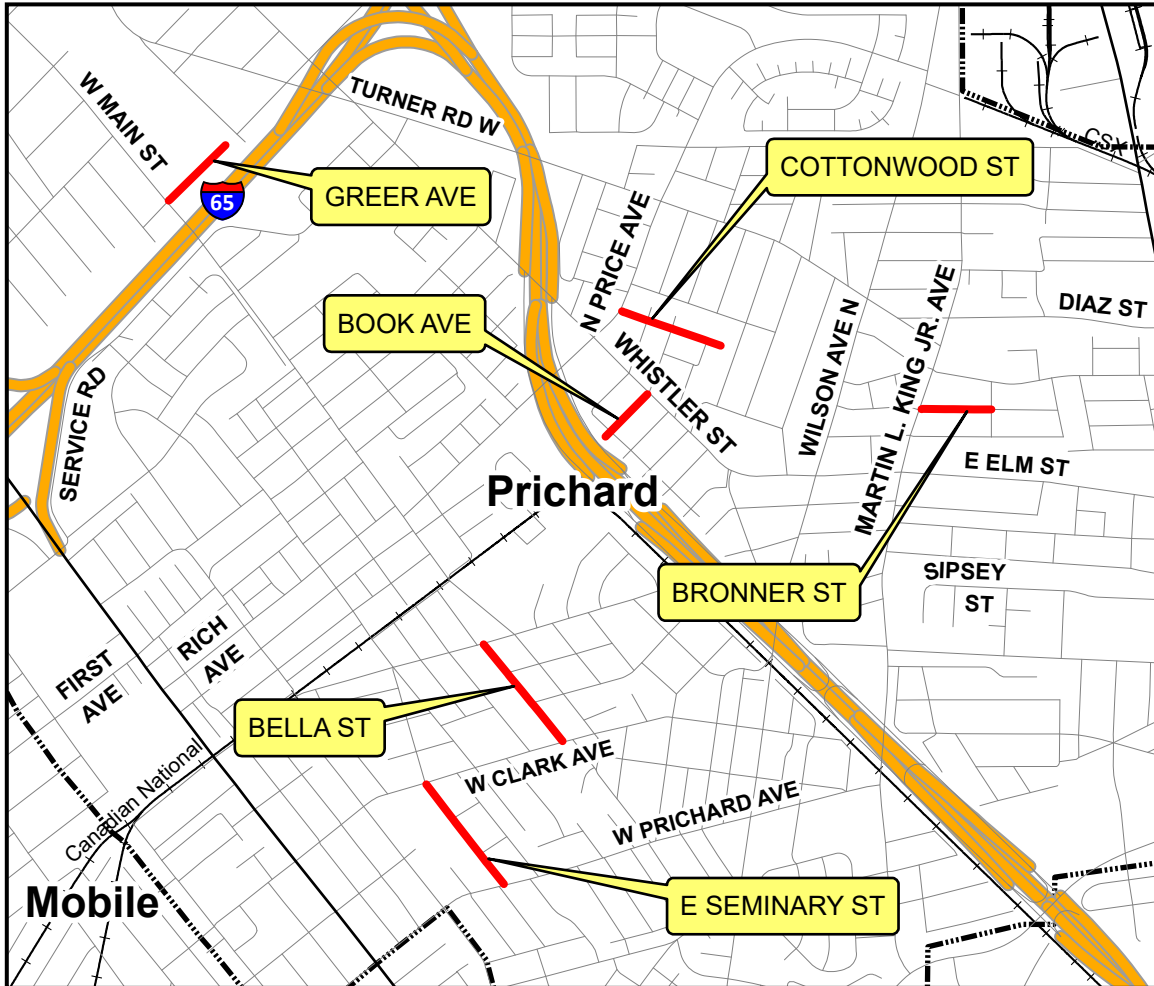 W MAIN ST
TURNER RD W
CSX
COTTONWOOD ST
GREER AVE
65
N PRICE AVE
MARTIN L. KING JR. AVE
DIAZ ST
BOOK AVE
WILSON AVE N
WHISTLER ST
SERVICE RD
E ELM ST
Prichard
SIPSEY
ST
BRONNER ST
RICH
AVE
FIRST
AVE
BELLA ST
W CLARK AVE
Canadian National
W PRICHARD AVE
Mobile
E SEMINARY ST